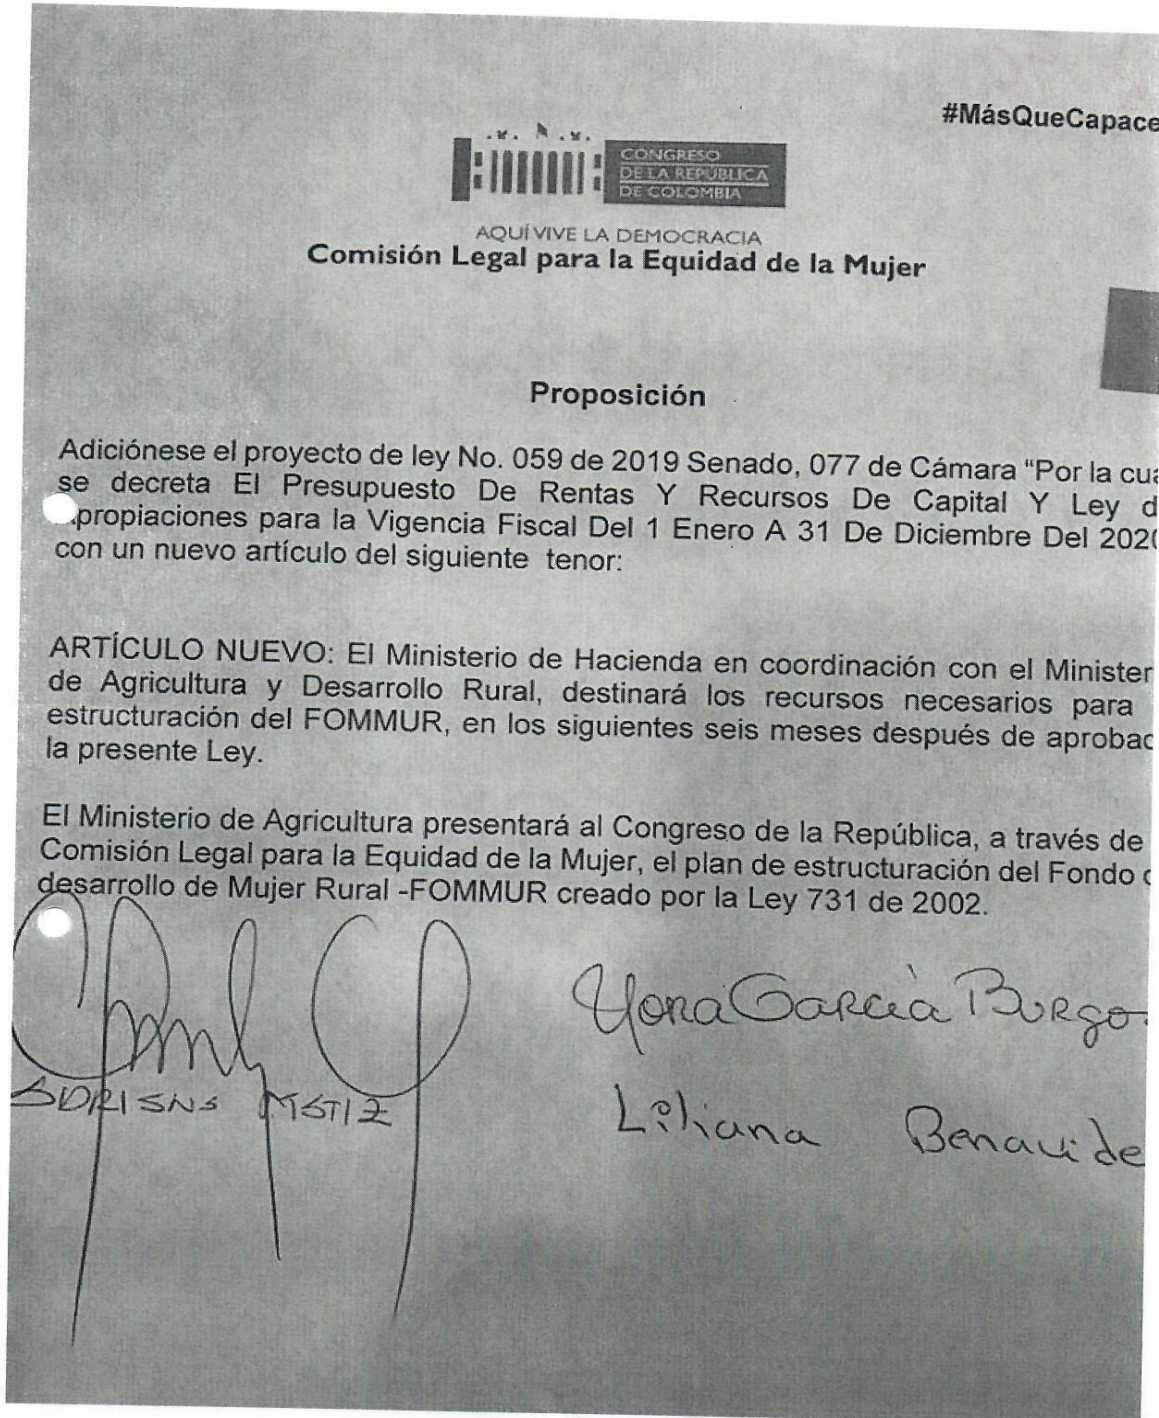 #MásQueCapace
CONGRESO
DE LA REPÚBLICA
DE COLOMBIA
AQUÍ VIVE LA DEMOCRACIA
Comisión Legal para la Equidad de la Mujer
Proposición
Adiciónese el proyecto de ley No. 059 de 2019 Senado, 077 de Cámara “Por la cua
se decreta El Presupuesto De Rentas Y Recursos De Capital Y Ley d
propiaciones para la Vigencia Fiscal Del 1 Enero A 31 De Diciembre Del 2020
con un nuevo artículo del siguiente tenor:
ARTÍCULO NUEVO: El Ministerio de Hacienda en coordinación con el Minister
de Agricultura y Desarrollo Rural, destinará los recursos necesarios para
estructuración del FOMMUR, en los siguientes seis meses después de aprobad
la presente Ley.
El Ministerio de Agricultura presentará al Congreso de la República, a través de
Comisión Legal para la Equidad de la Mujer, el plan de estructuración del Fondo d
desarrollo de Mujer Rural -FOMMUR creado por la Ley 731 de 2002.
García Burgo
Liliana Benavide